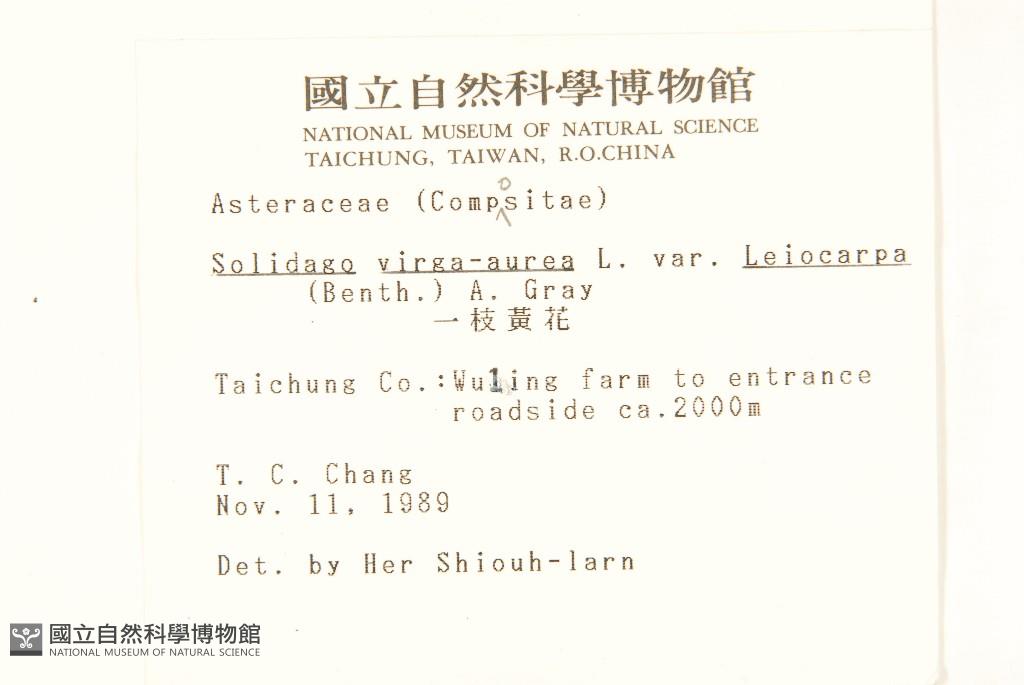 國立自然科學博物館
NATIONAL MUSEUM OF NATURAL SCIENCE
TAICHUNG, TAIWAN, R.O.CHINA
Asteraceae (Compositae)
Solidago virga-aurea L. var. Leiocarpa
(Benth.) A. Gray
一枝黃花
Taichung Co.:Wuling farm to entrance
roadside ca.2000m
T. C. Chang
Nov. 11, 1989
Det. by Her Shiouh-larn
國立自然科學博物館
NATIONAL MUSEUM OF NATURAL SCIENCE